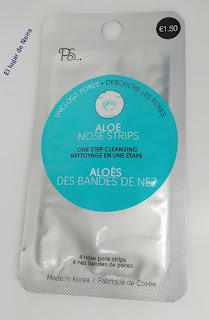 El lugar de Neira
PS...
€1.50
UNCLOGS PORES • DÉBOUCHE LES PORES
ALOE
NOSE STRIPS
ONE STEP CLEANSING
NETTOYAGE EN UNE ÉTAPE
ALOÈS
DES BANDES DE NEZ
4 nose pore strips
4 nez bandes de pores
Made in Korea / Fabriqué de Corée